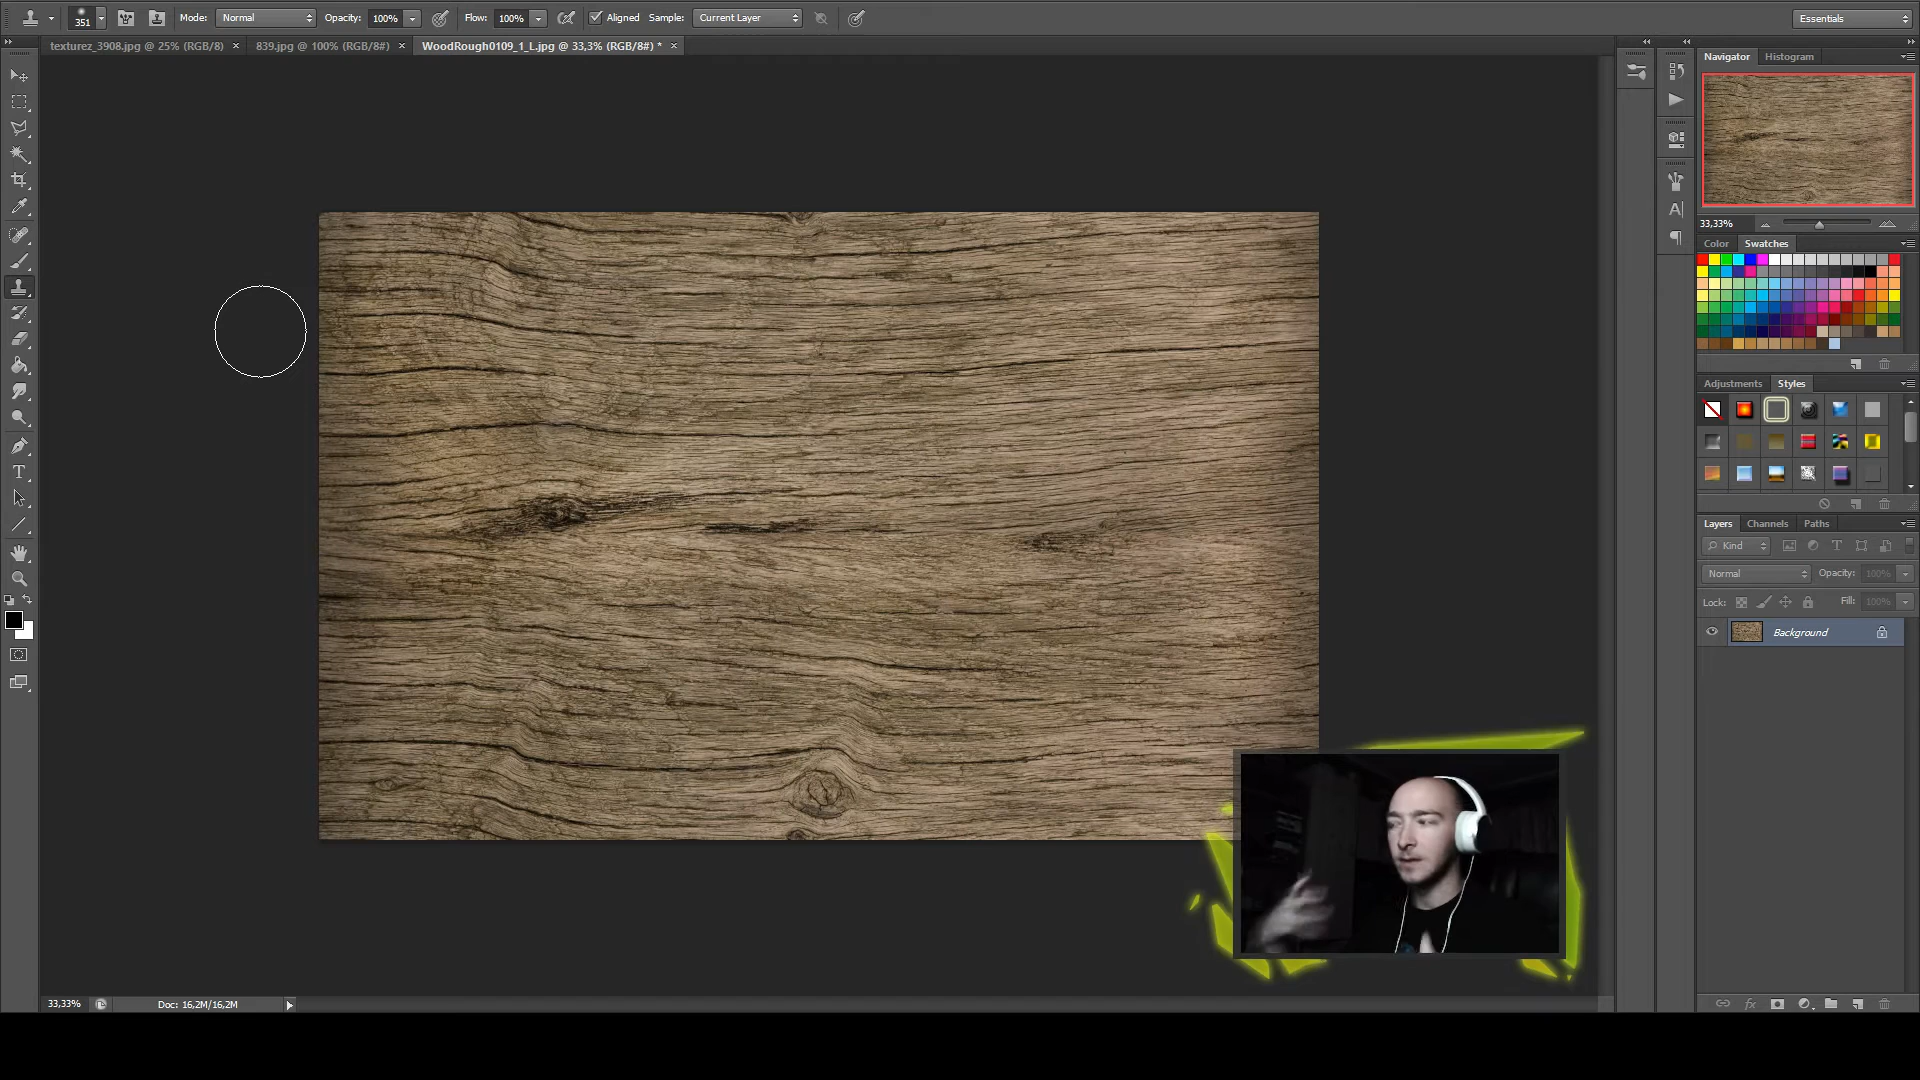 351 Mode: Normal Opacity: 100% Flow: 100% Aligned Sample: Current Layer Essentials
texturez_3908.jpg @ 25% (RGB/8) × 839.jpg @ 100% (RGB/8#) × WoodRough0109_1_L.jpg @ 33,3% (RGB/8#) * ×
Navigator Histogram
33,33%
Color Swatches
Adjustments Styles
Layers Channels Paths
Kind
Normal Opacity: 100%
Lock: Fill: 100%
Background
33,33% Doc: 16,2M/16,2M